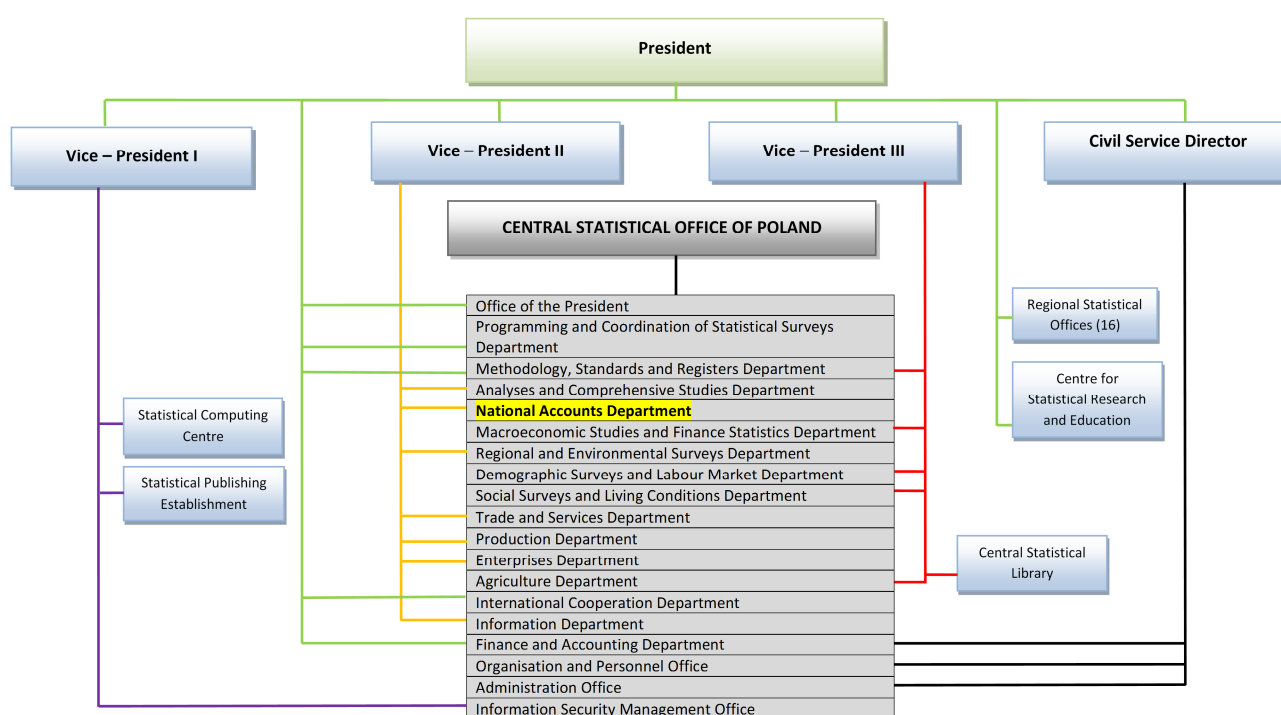 President
Vice – President I
Vice – President II
Vice – President III
Civil Service Director
CENTRAL STATISTICAL OFFICE OF POLAND
Office of the President
Programming and Coordination of Statistical Surveys
Department
Methodology, Standards and Registers Department
Analyses and Comprehensive Studies Department
National Accounts Department
Macroeconomic Studies and Finance Statistics Department
Regional and Environmental Surveys Department
Demographic Surveys and Labour Market Department
Social Surveys and Living Conditions Department
Trade and Services Department
Production Department
Enterprises Department
Agriculture Department
International Cooperation Department
Information Department
Finance and Accounting Department
Organisation and Personnel Office
Administration Office
Information Security Management Office
Statistical Computing
Centre
Statistical Publishing
Establishment
Regional Statistical
Offices (16)
Centre for
Statistical Research
and Education
Central Statistical
Library